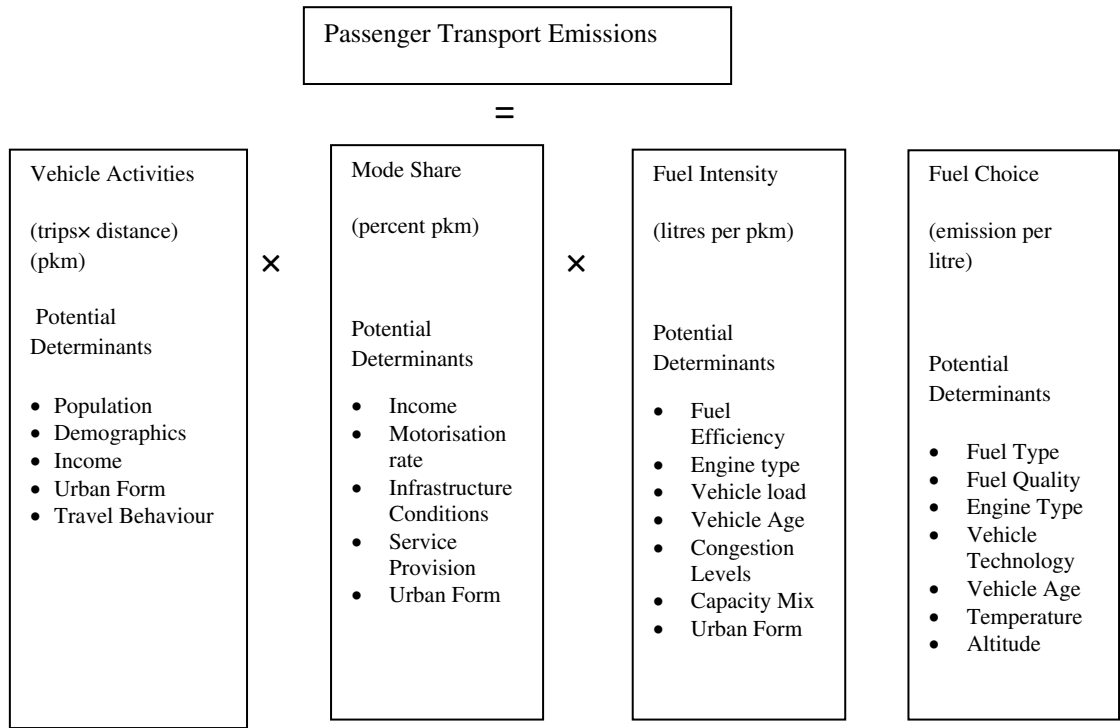 Passenger Transport Emissions
=
Vehicle Activities
(trips× distance)
(pkm)
Potential
Determinants
• Population
• Demographics
• Income
• Urban Form
• Travel Behaviour
×
Mode Share
(percent pkm)
Potential
Determinants
• Income
• Motorisation
rate
• Infrastructure
Conditions
• Service
Provision
• Urban Form
×
Fuel Intensity
(litres per pkm)
Potential
Determinants
• Fuel
Efficiency
• Engine type
• Vehicle load
• Vehicle Age
• Congestion
Levels
• Capacity Mix
• Urban Form
Fuel Choice
(emission per
litre)
Potential
Determinants
• Fuel Type
• Fuel Quality
• Engine Type
• Vehicle
Technology
• Vehicle Age
• Temperature
• Altitude